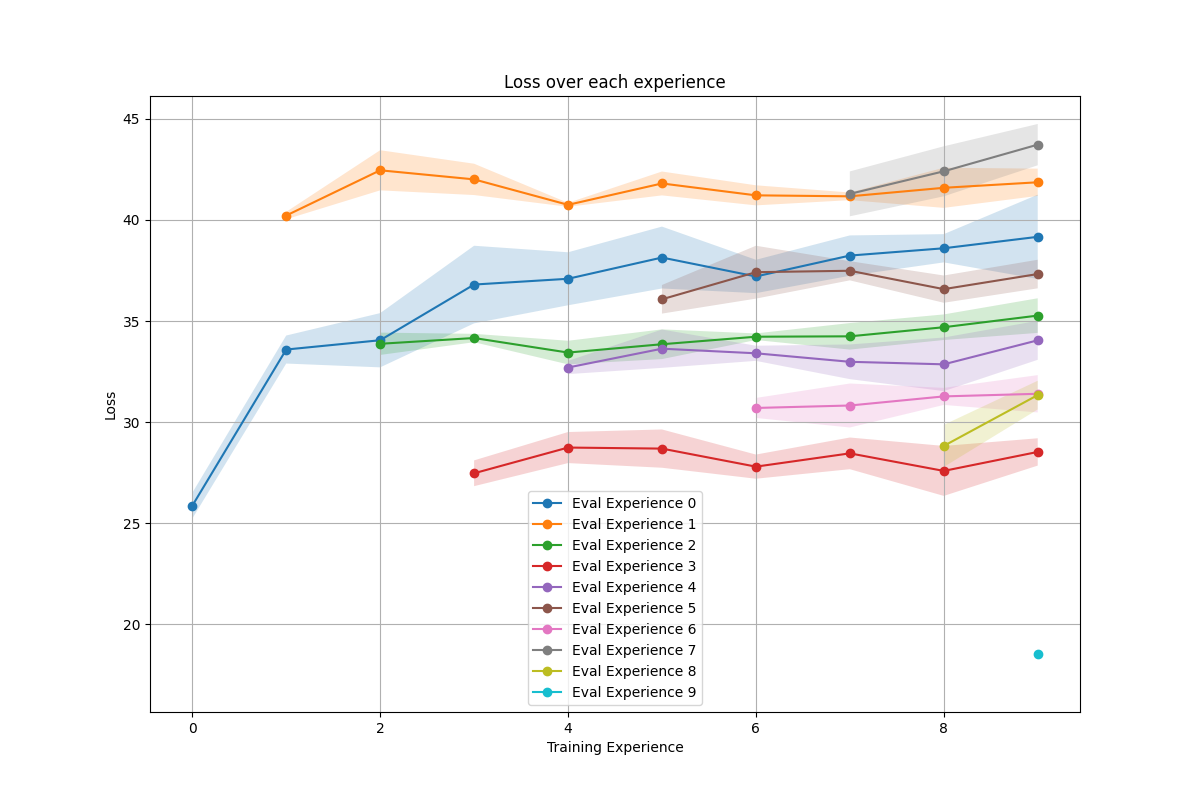 Loss over each experience
45
40
35
30
25
20
Loss
0
2
4
6
8
Training Experience
Eval Experience 0
Eval Experience 1
Eval Experience 2
Eval Experience 3
Eval Experience 4
Eval Experience 5
Eval Experience 6
Eval Experience 7
Eval Experience 8
Eval Experience 9